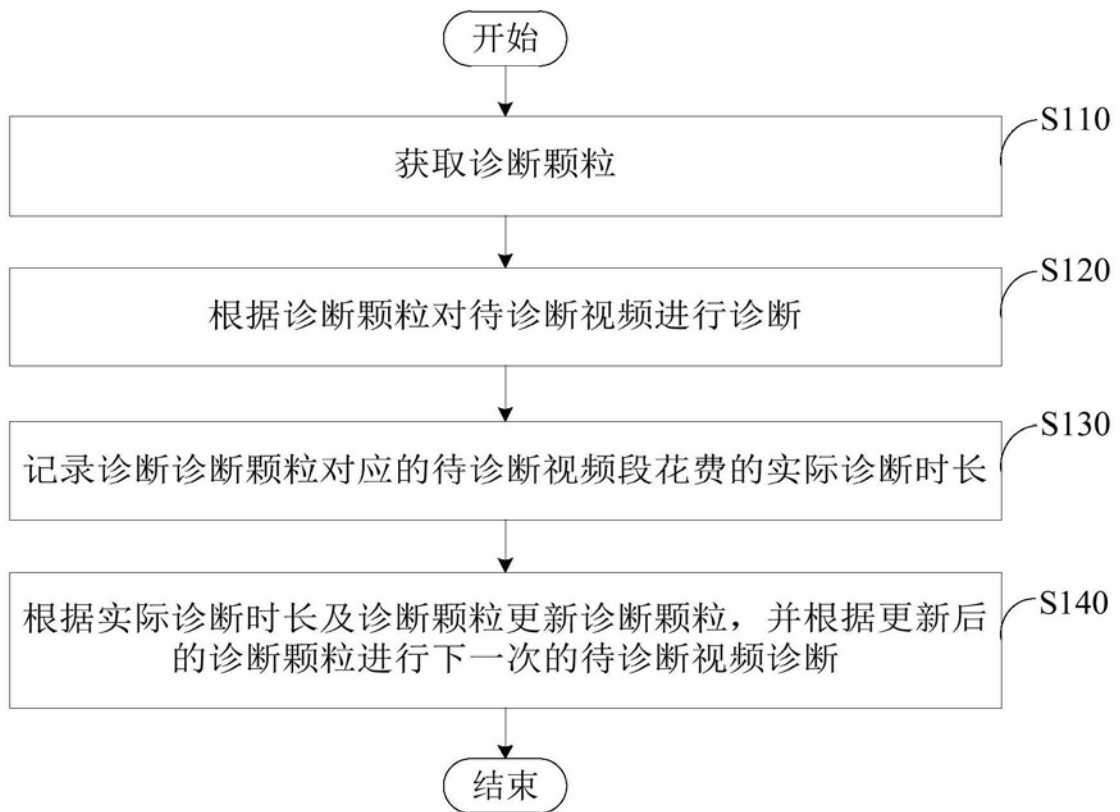 开始
S110
获取诊断颗粒
S120
根据诊断颗粒对待诊断视频进行诊断
S130
记录诊断诊断颗粒对应的待诊断视频段花费的实际诊断时长
S140
根据实际诊断时长及诊断颗粒更新诊断颗粒，并根据更新后
的诊断颗粒进行下一次的待诊断视频诊断
结束